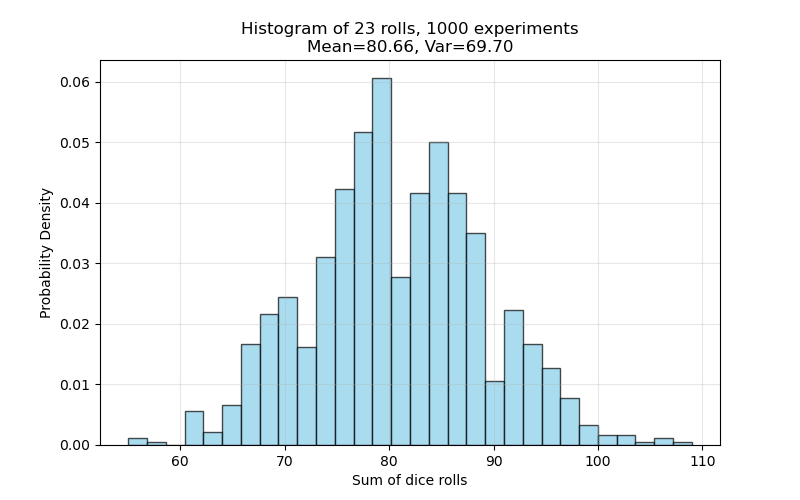 Histogram of 23 rolls, 1000 experiments
Mean=80.66, Var=69.70
Probability Density
0.06
0.05
0.04
0.03
0.02
0.01
0.00
60 70 80 90 100 110
Sum of dice rolls